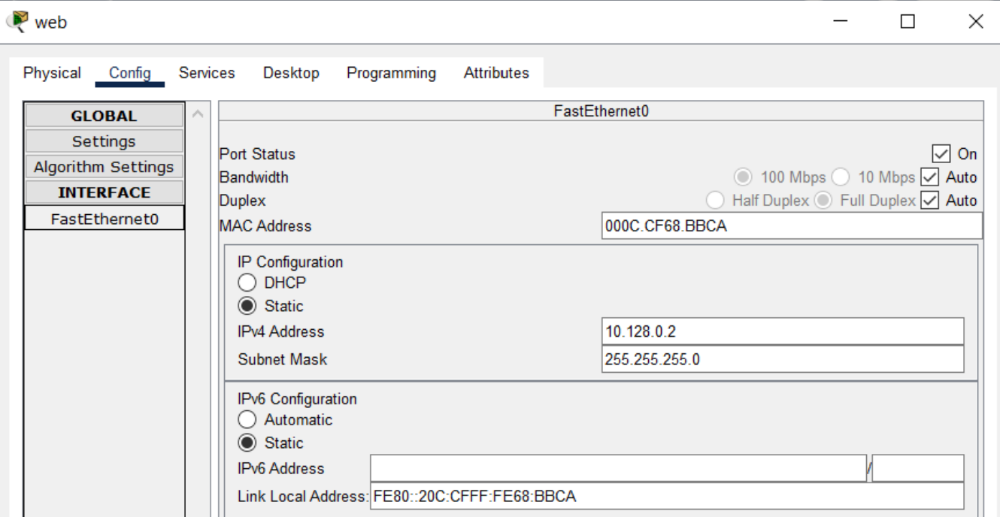 web
Physical Config Services Desktop Programming Attributes
GLOBAL
Settings
Algorithm Settings
INTERFACE
FastEthernet0
FastEthernet0
Port Status On
Bandwidth 100 Mbps 10 Mbps Auto
Duplex Half Duplex Full Duplex Auto
MAC Address 000C.CF68.BBCA
IP Configuration
DHCP
Static
IPv4 Address 10.128.0.2
Subnet Mask 255.255.255.0
IPv6 Configuration
Automatic
Static
IPv6 Address /
Link Local Address: FE80::20C:CFFF:FE68:BBCA